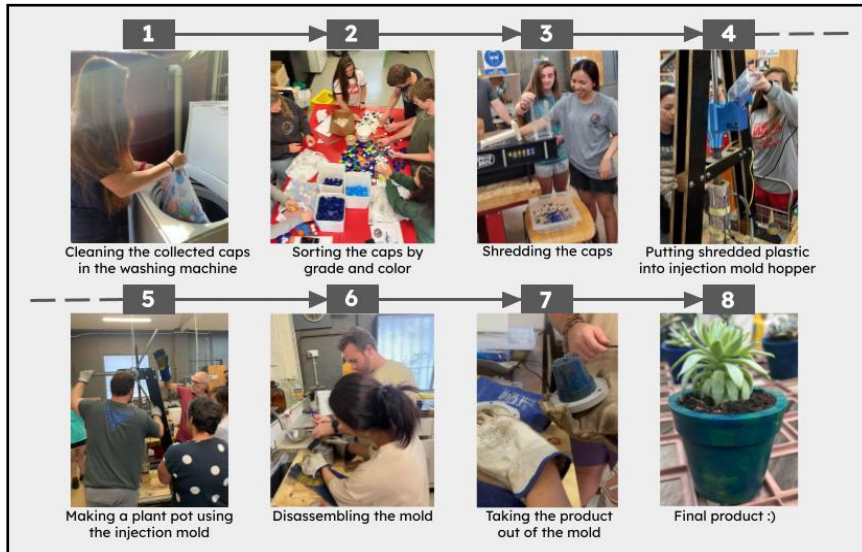 1
2
3
4
Cleaning the collected caps
in the washing machine
Sorting the caps by
grade and color
Shredding the caps
Putting shredded plastic
into injection mold hopper
5
6
7
8
Making a plant pot using
the injection mold
Disassembling the mold
Taking the product
out of the mold
Final product :)